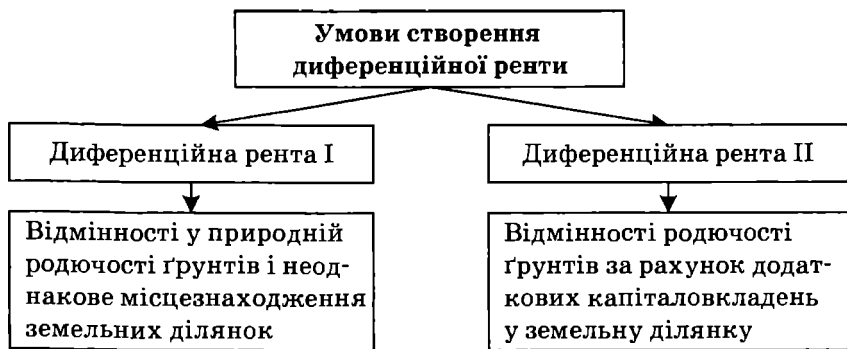 Умови створення
диференційної ренти
Диференційна рента I
Диференційна рента II
Відмінності у природній
родючості ґрунтів і неод-
накове місцезнаходження
земельних ділянок
Відмінності родючості
ґрунтів за рахунок додат-
кових капіталовкладень
у земельну ділянку